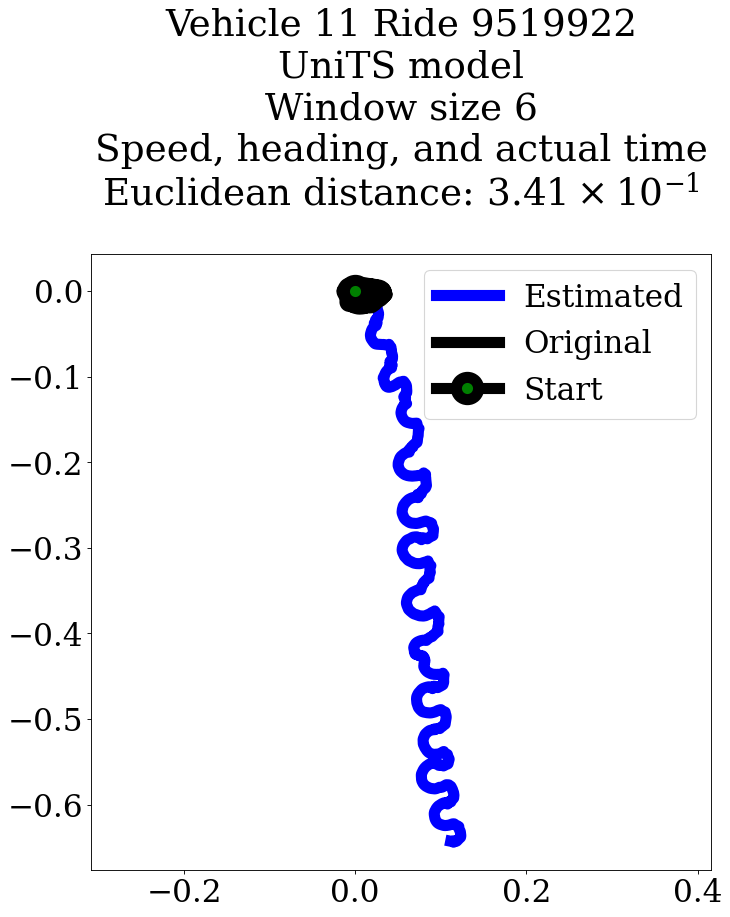 Vehicle 11 Ride 9519922
UniTS model
Window size 6
Speed, heading, and actual time
Euclidean distance: 3.41 × 10⁻¹
Estimated
Original
Start
0.0
−0.1
−0.2
−0.3
−0.4
−0.5
−0.6
−0.2
0.0
0.2
0.4